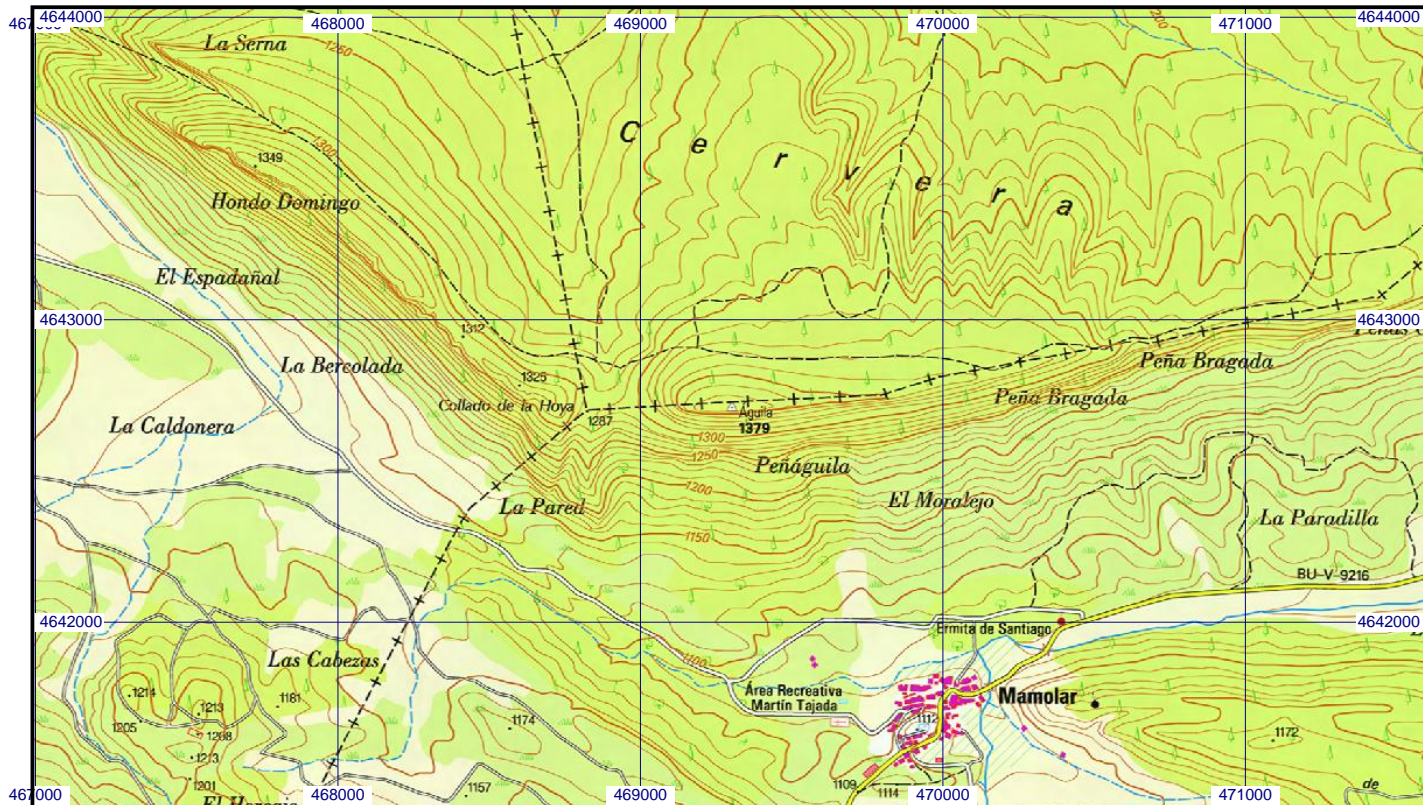 467000
4644000
468000
469000
470000
471000
4644000
La Serna
1250
1200
Cervera
1300
1349
Hondo Domingo
El Espadañal
4643000
4643000
1312
La Bercolada
Peña Bragada
1325
Collado de la Hoya
Peña Bragada
1287
Águila
1379
La Caldonera
1300
1250
Peñáguila
1200
La Pared
El Moralejo
La Paradilla
1150
BU-V-9216
4642000
4642000
Ermita de Santiago
Las Cabezas
1100
Área Recreativa
Martín Tajada
Mamolar
1214
1181
1213
1205
1208
1174
1112
1172
1213
1201
1157
1109
1114
de
467000
468000
469000
470000
471000